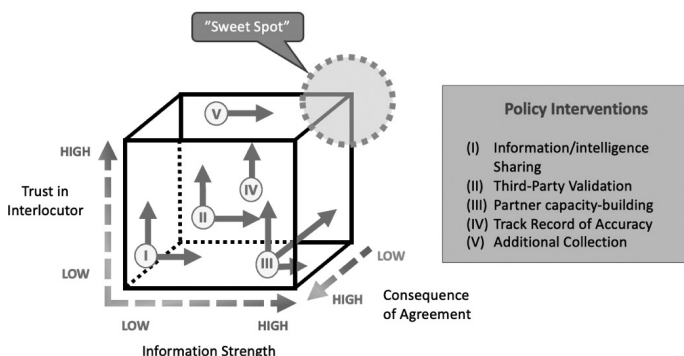 "Sweet Spot"
V
HIGH
Trust in
Interlocutor
IV
II
I
III
LOW
LOW
HIGH
LOW
HIGH
Consequence
of Agreement
Information Strength
Policy Interventions
(I) Information/intelligence
Sharing
(II) Third-Party Validation
(III) Partner capacity-building
(IV) Track Record of Accuracy
(V) Additional Collection